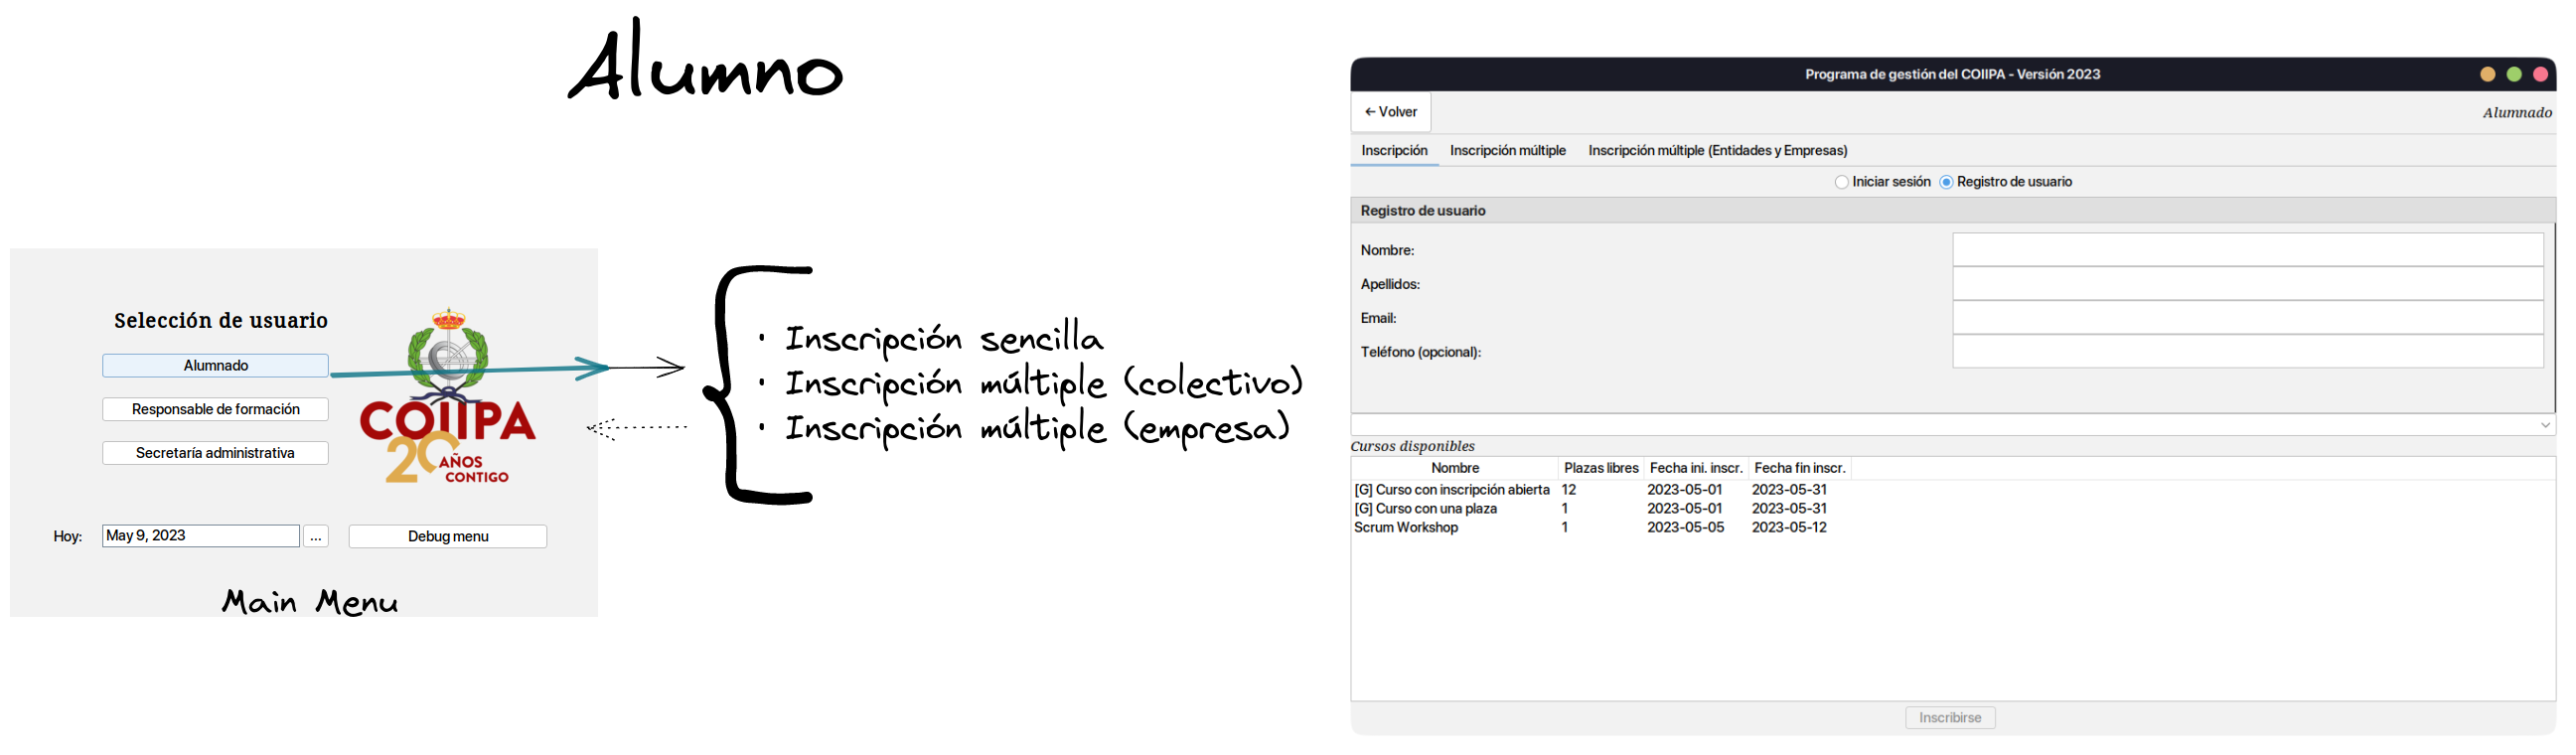 Alumno
Selección de usuario
Alumnado
Responsable de formación
Secretaría administrativa
COIIPA
20 AÑOS
CONTIGO
Hoy: May 9, 2023 ... Debug menu
Main Menu
· Inscripción sencilla
· Inscripción múltiple (colectivo)
· Inscripción múltiple (empresa)
Programa de gestión del COIIPA - Versión 2023
← Volver Alumnado
Inscripción Inscripción múltiple Inscripción múltiple (Entidades y Empresas)
Iniciar sesión Registro de usuario
Registro de usuario
Nombre:
Apellidos:
Email:
Teléfono (opcional):
Cursos disponibles
Nombre Plazas libres Fecha ini. inscr. Fecha fin inscr.
[G] Curso con inscripción abierta 12 2023-05-01 2023-05-31
[G] Curso con una plaza 1 2023-05-01 2023-05-31
Scrum Workshop 1 2023-05-05 2023-05-12
Inscribirse